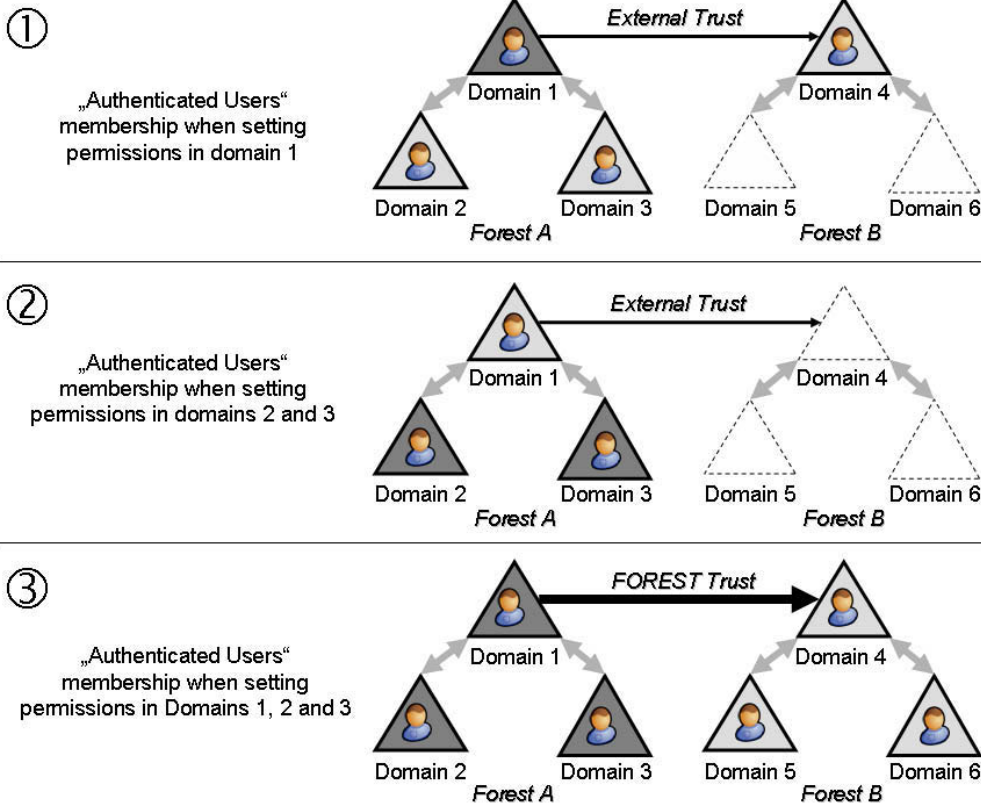 ①
„Authenticated Users“
membership when setting
permissions in domain 1
External Trust
Domain 1
Domain 4
Domain 2
Domain 3
Domain 5
Domain 6
Forest A
Forest B
②
„Authenticated Users“
membership when setting
permissions in domains 2 and 3
External Trust
Domain 1
Domain 4
Domain 2
Domain 3
Domain 5
Domain 6
Forest A
Forest B
③
„Authenticated Users“
membership when setting
permissions in Domains 1, 2 and 3
FOREST Trust
Domain 1
Domain 4
Domain 2
Domain 3
Domain 5
Domain 6
Forest A
Forest B